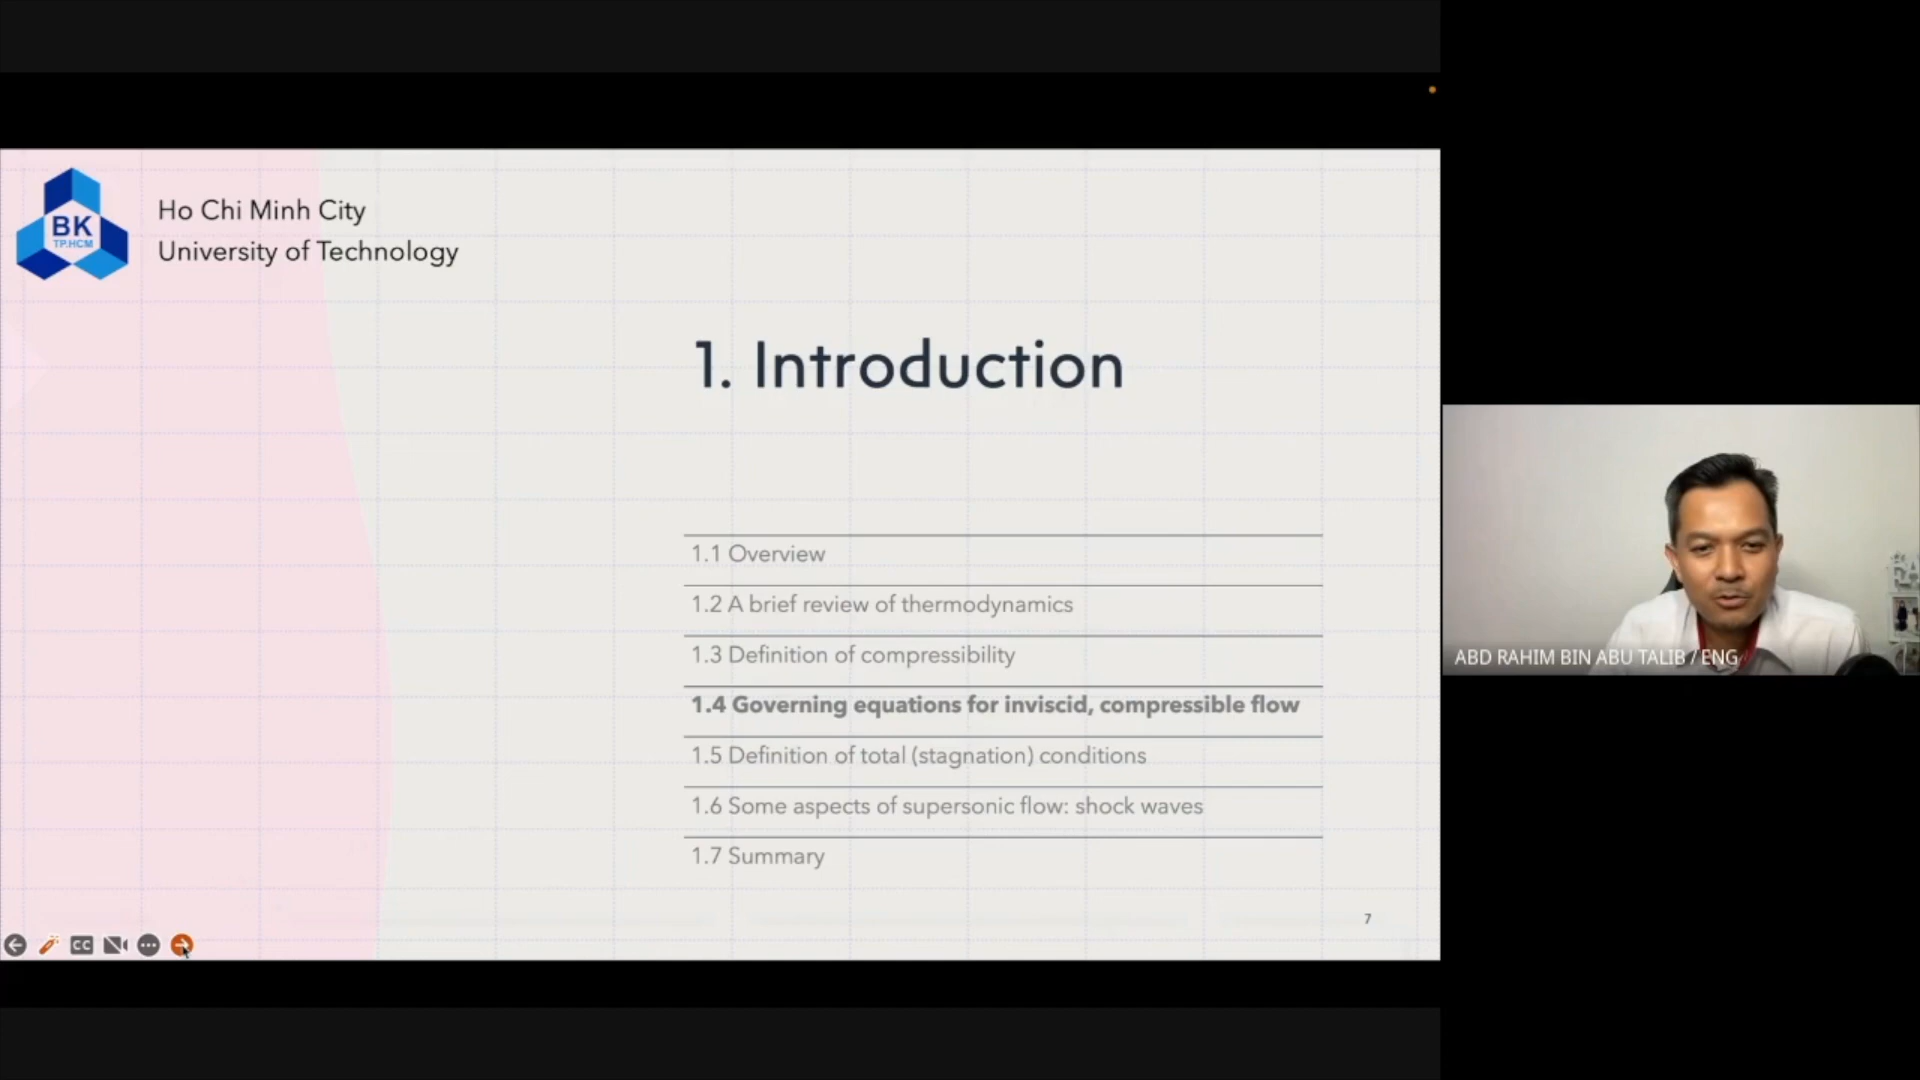 BK
TP.HCM
Ho Chi Minh City
University of Technology
1. Introduction
1.1 Overview
1.2 A brief review of thermodynamics
1.3 Definition of compressibility
1.4 Governing equations for inviscid, compressible flow
1.5 Definition of total (stagnation) conditions
1.6 Some aspects of supersonic flow: shock waves
1.7 Summary
7
CC
ABD RAHIM BIN ABU TALIB / ENG